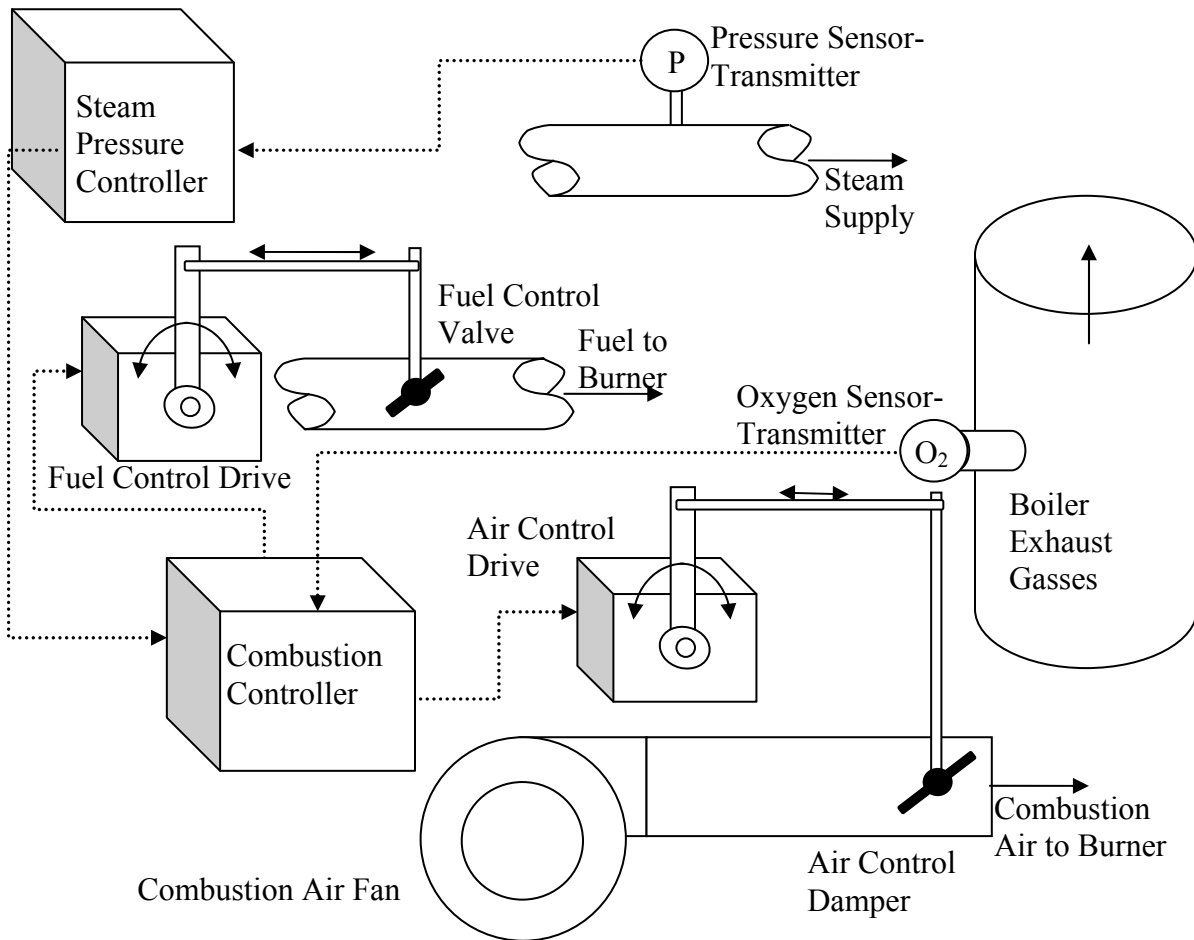 P
Pressure Sensor-
Transmitter
Steam
Pressure
Controller
Steam
Supply
Fuel Control
Valve
Fuel to
Burner
Oxygen Sensor-
Transmitter
O₂
Fuel Control Drive
Boiler
Exhaust
Gasses
Air Control
Drive
Combustion
Controller
Combustion
Air to Burner
Air Control
Damper
Combustion Air Fan